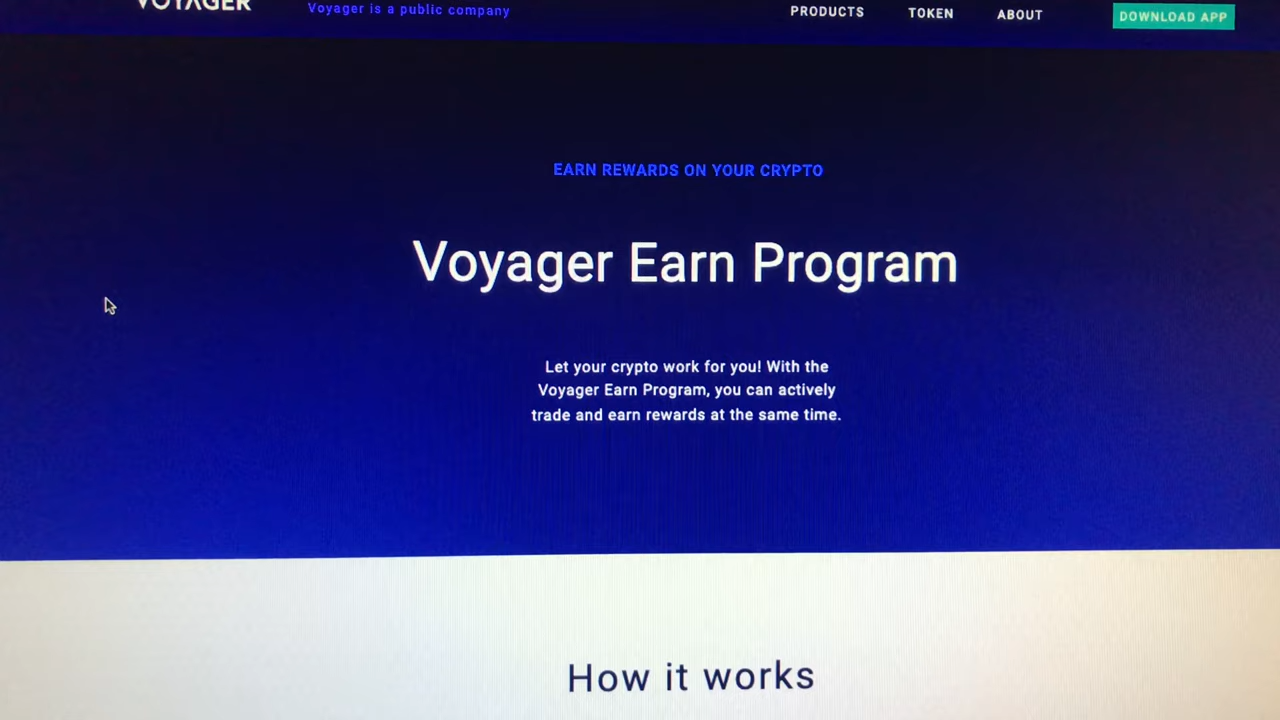 VOYAGER
Voyager is a public company
PRODUCTS
TOKEN
ABOUT
DOWNLOAD APP
EARN REWARDS ON YOUR CRYPTO
Voyager Earn Program
Let your crypto work for you! With the
Voyager Earn Program, you can actively
trade and earn rewards at the same time.
How it works